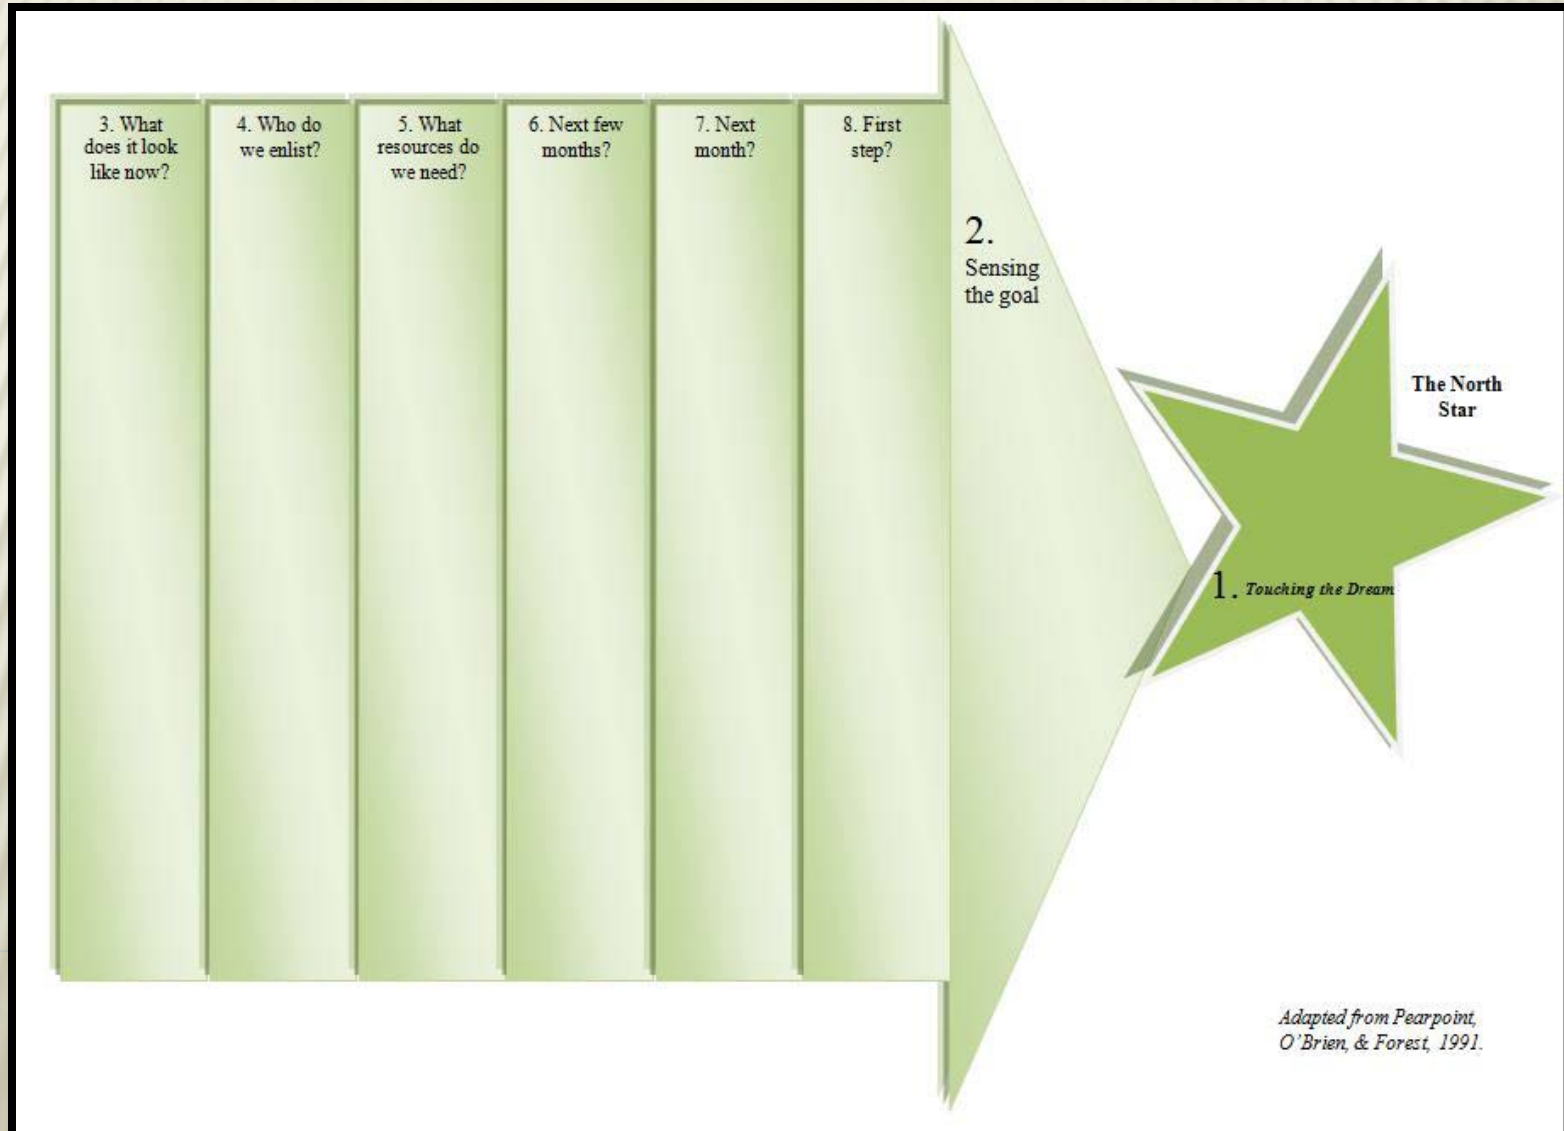 3. What
does it look
like now?
4. Who do
we enlist?
5. What
resources do
we need?
6. Next few
months?
7. Next
month?
8. First
step?
2.
Sensing
the goal
The North
Star
1. Touching the Dream
Adapted from Pearpoint,
O'Brien, & Forest, 1991.